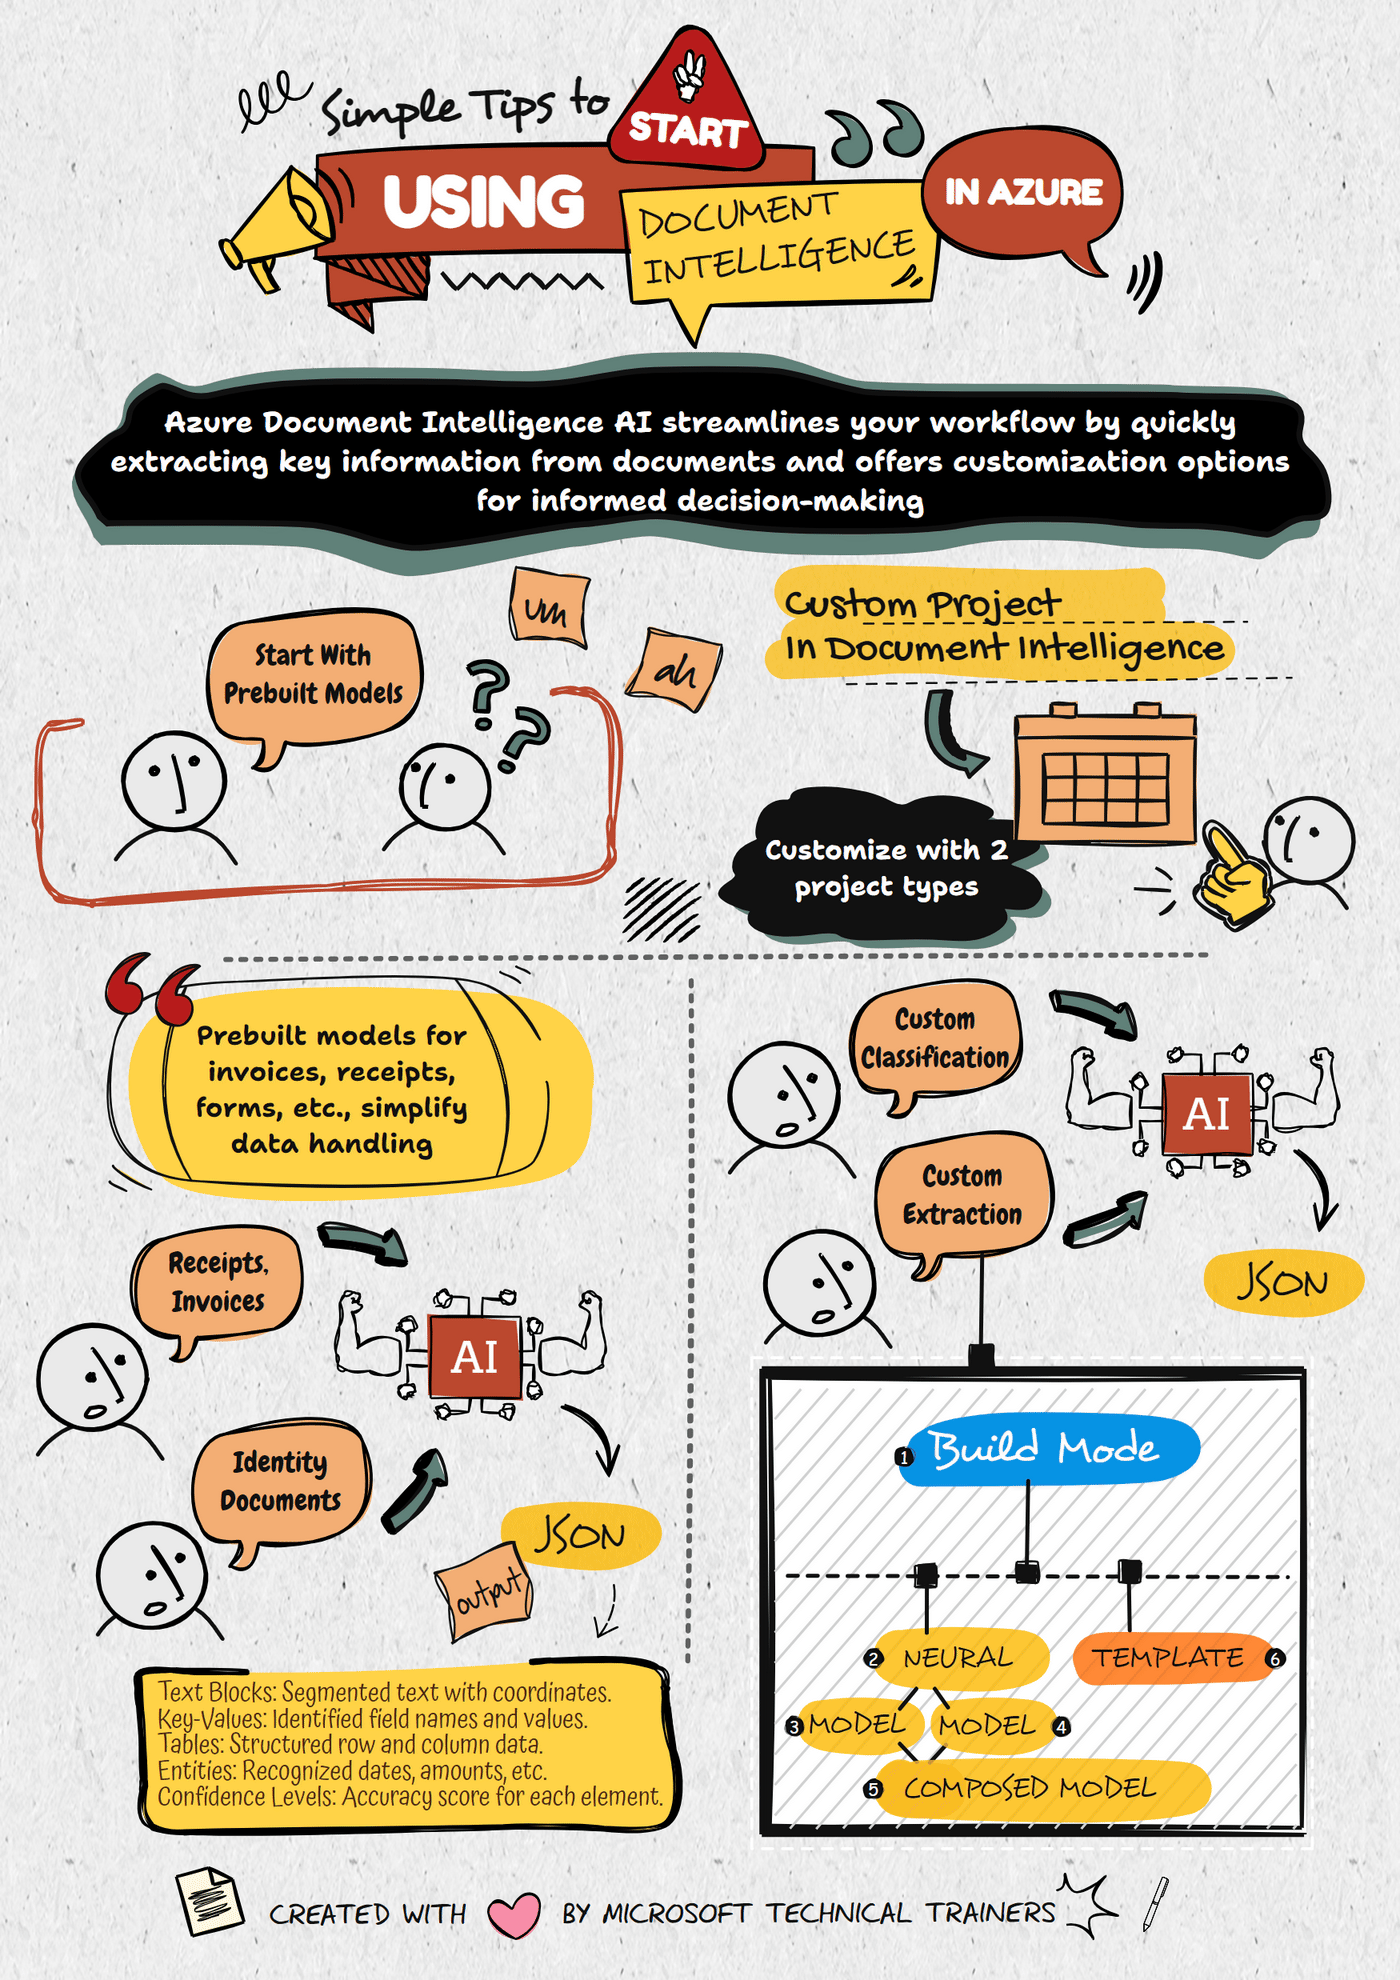 Simple Tips to
START
USING
DOCUMENT
INTELLIGENCE
IN AZURE
Azure Document Intelligence AI streamlines your workflow by quickly
extracting key information from documents and offers customization options
for informed decision-making
Start With
Prebuilt Models
um
ah
Custom Project
In Document Intelligence
Customize with 2
project types
Prebuilt models for
invoices, receipts,
forms, etc., simplify
data handling
Receipts,
Invoices
AI
Identity
Documents
JSON
output
Text Blocks: Segmented text with coordinates.
Key-Values: Identified field names and values.
Tables: Structured row and column data.
Entities: Recognized dates, amounts, etc.
Confidence Levels: Accuracy score for each element.
Custom
Classification
AI
Custom
Extraction
JSON
1 Build Mode
2 NEURAL
TEMPLATE 6
3 MODEL
MODEL 4
5 COMPOSED MODEL
CREATED WITH BY MICROSOFT TECHNICAL TRAINERS